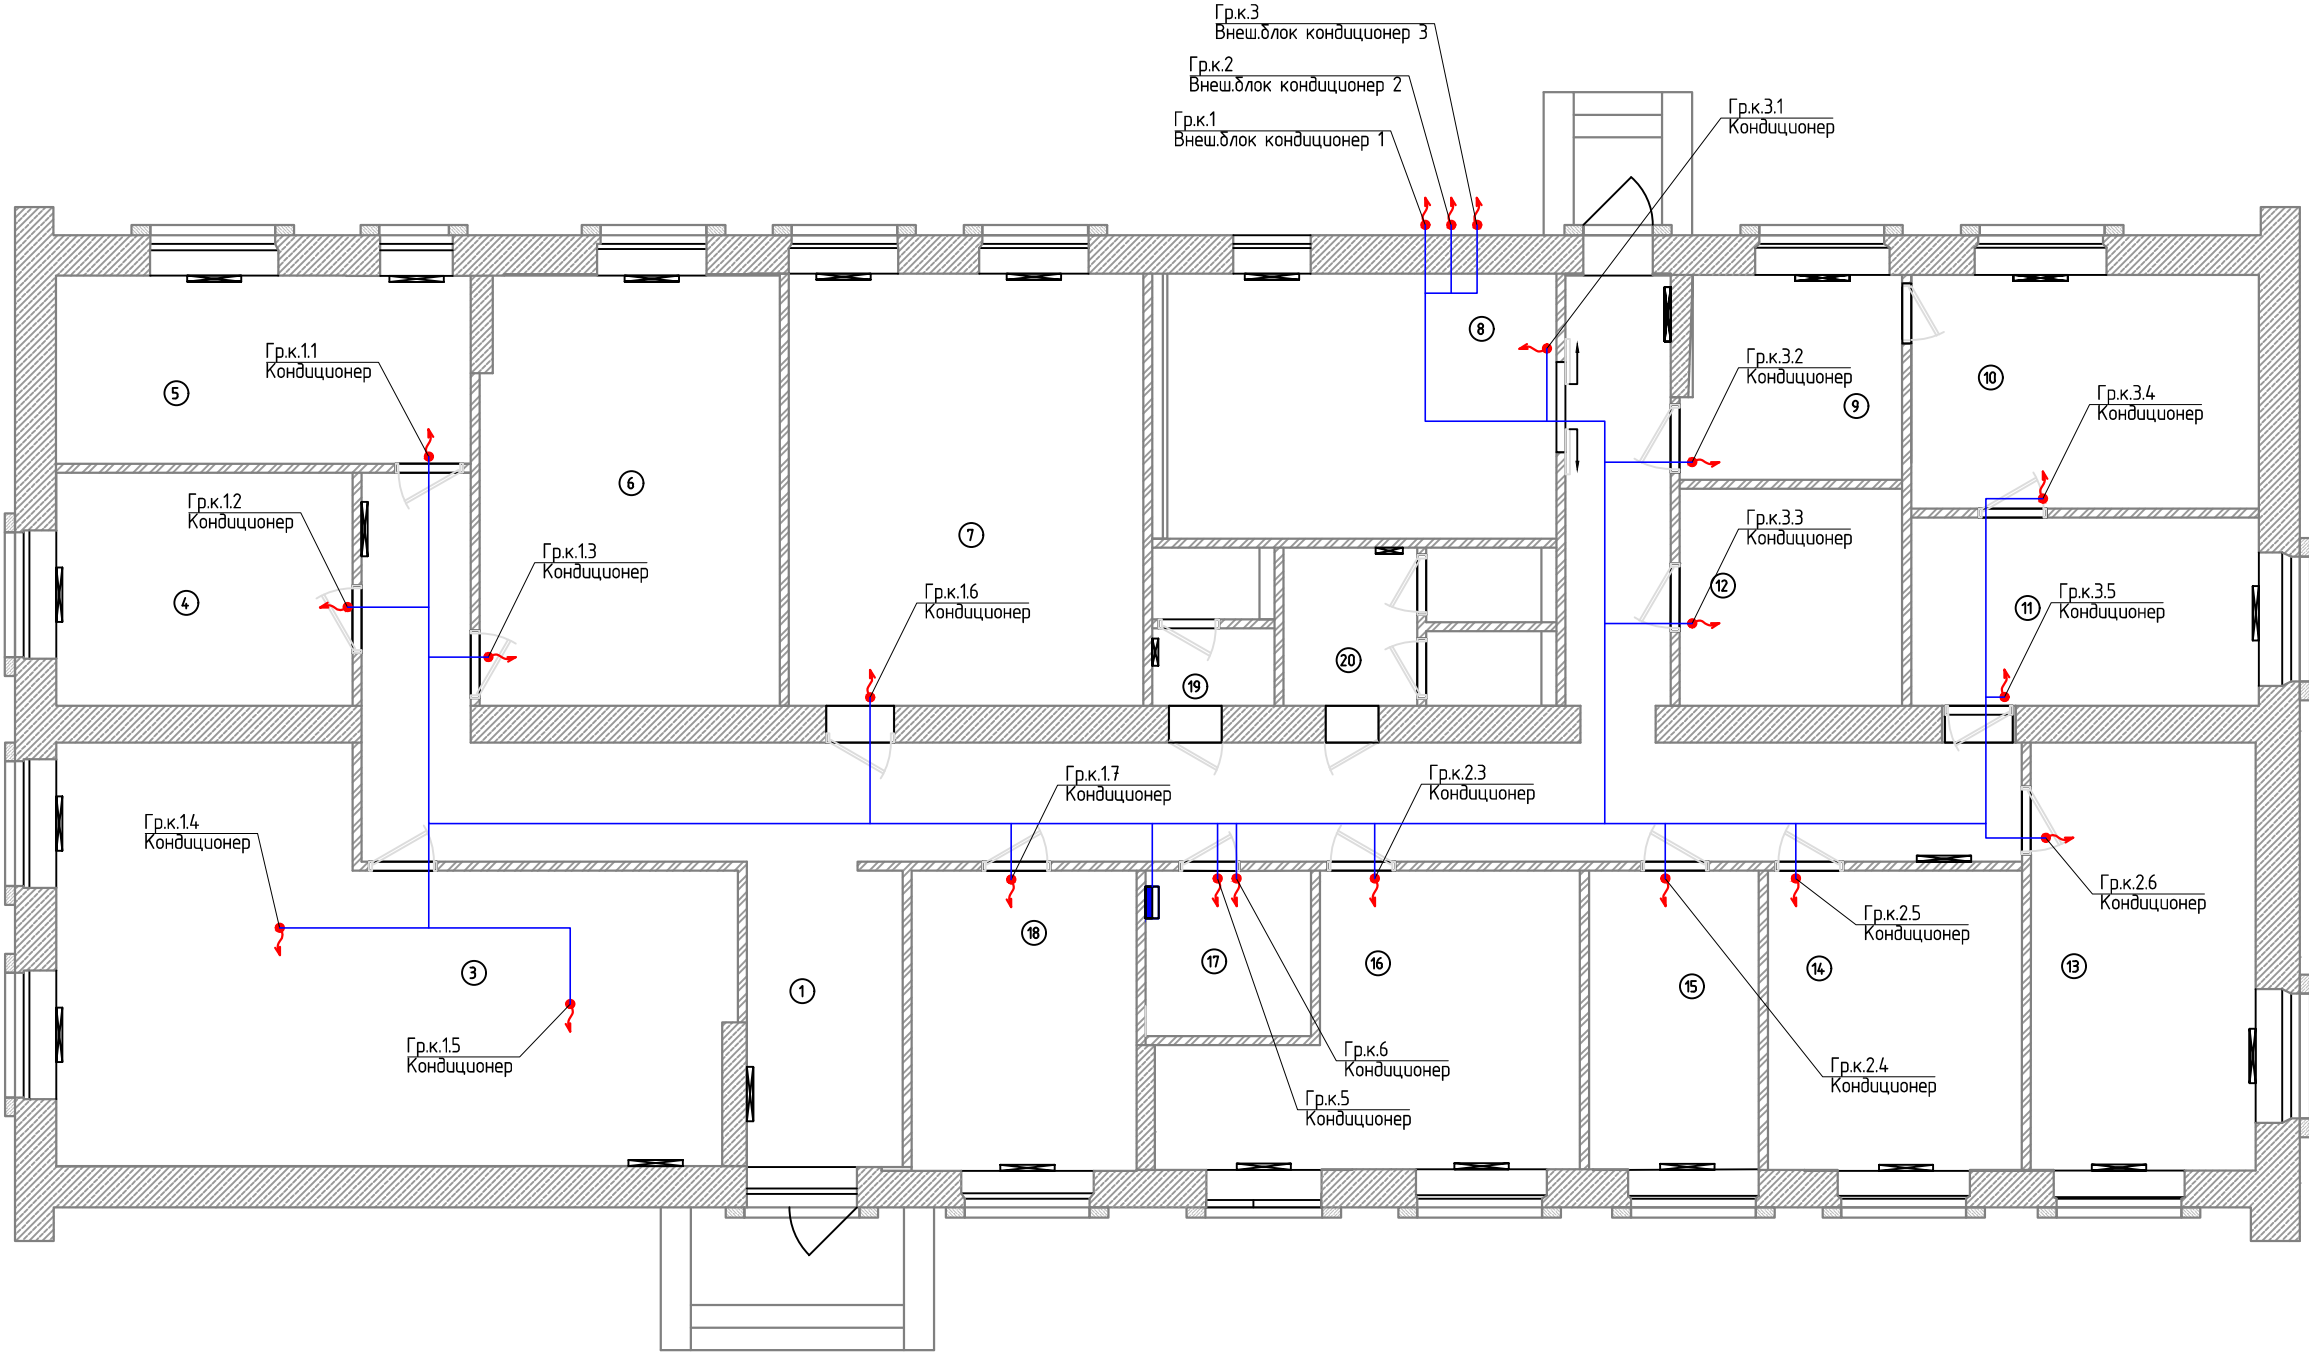 Гр.к.3
Внеш.блок кондиционер 3
Гр.к.2
Внеш.блок кондиционер 2
Гр.к.1
Внеш.блок кондиционер 1
Гр.к.3.1
Кондиционер
8
Гр.к.1.1
Кондиционер
5
Гр.к.3.2
Кондиционер
9
10
Гр.к.3.4
Кондиционер
6
Гр.к.1.2
Кондиционер
7
Гр.к.3.3
Кондиционер
Гр.к.1.3
Кондиционер
4
Гр.к.1.6
Кондиционер
12
11
Гр.к.3.5
Кондиционер
20
19
Гр.к.1.7
Кондиционер
Гр.к.2.3
Кондиционер
Гр.к.1.4
Кондиционер
Гр.к.2.6
Кондиционер
Гр.к.2.5
Кондиционер
18
3
1
17
16
15
14
13
Гр.к.1.5
Кондиционер
Гр.к.6
Кондиционер
Гр.к.2.4
Кондиционер
Гр.к.5
Кондиционер